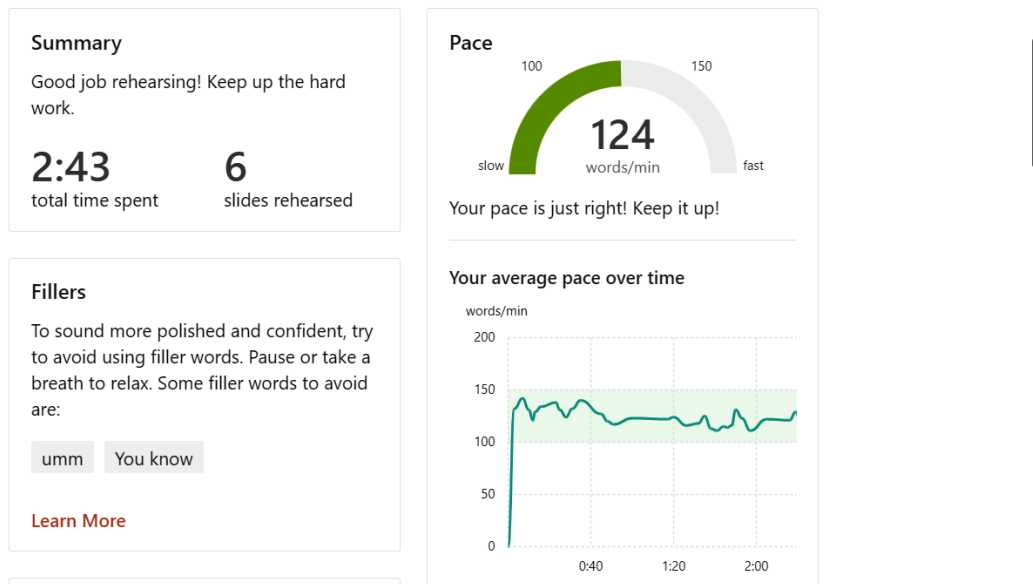 Summary
Good job rehearsing! Keep up the hard
work.
2:43
total time spent
6
slides rehearsed
Fillers
To sound more polished and confident, try
to avoid using filler words. Pause or take a
breath to relax. Some filler words to avoid
are:
umm
You know
Learn More
Pace
100
150
124
words/min
slow
fast
Your pace is just right! Keep it up!
Your average pace over time
words/min
200
150
100
50
0
0:40
1:20
2:00